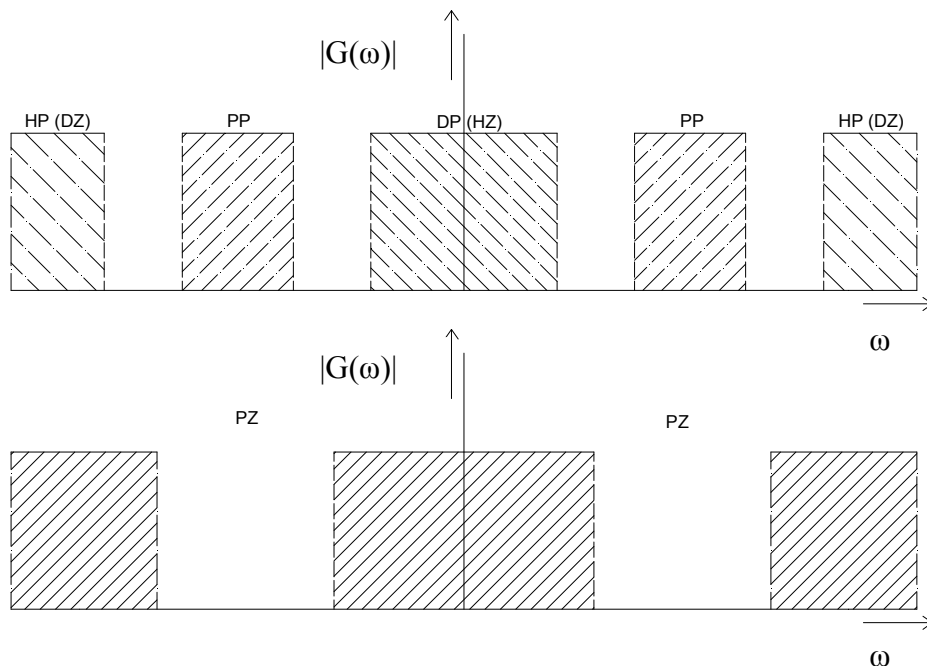 |G(ω)|
HP (DZ) PP DP (HZ) PP HP (DZ)
ω
|G(ω)|
PZ PZ
ω